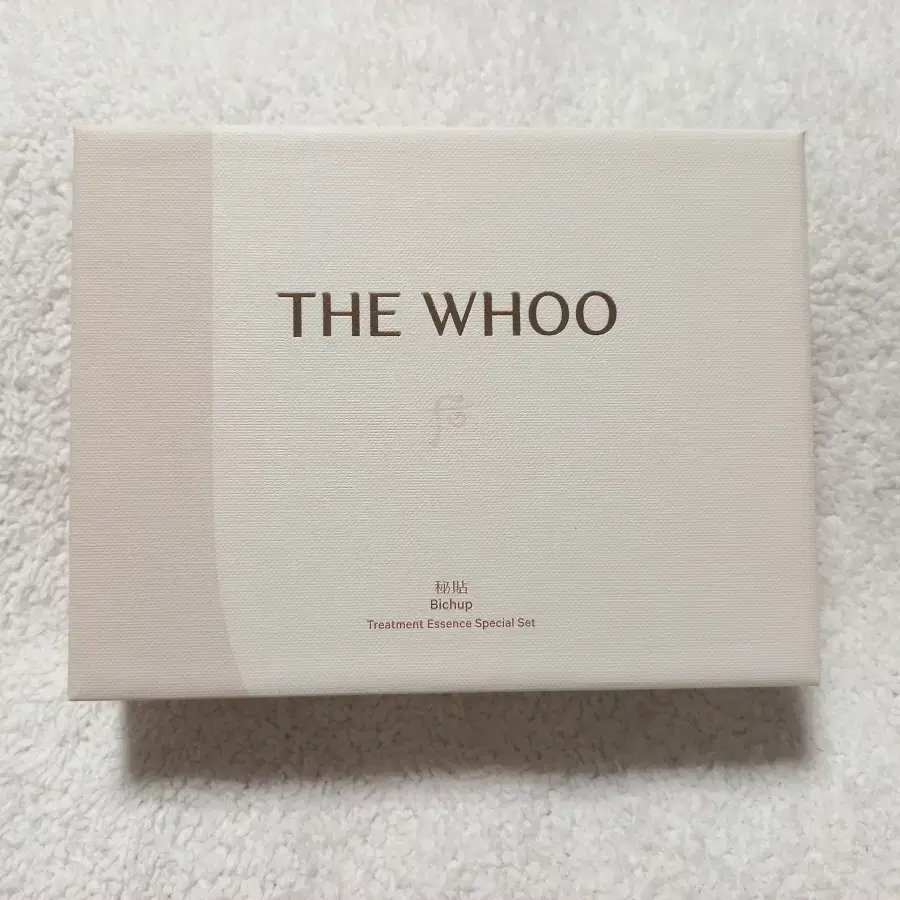 THE WHOO
秘貼
Bichup
Treatment Essence Special Set